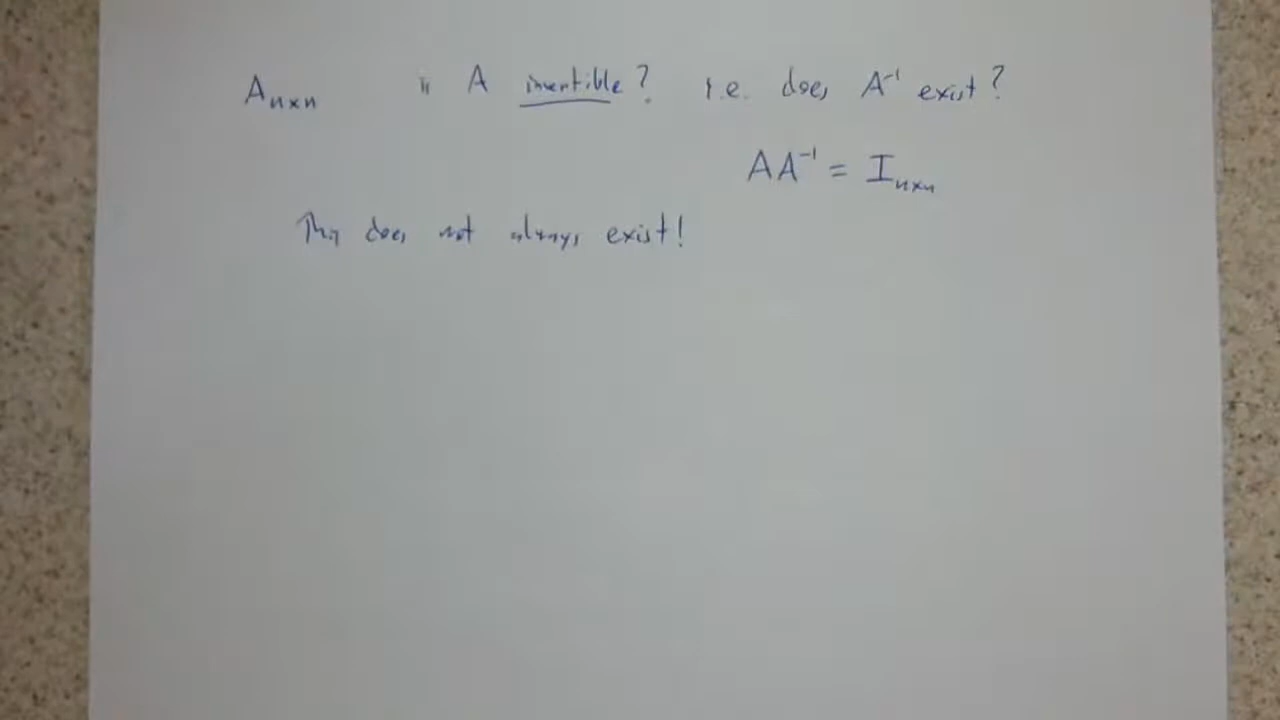 Aₙₓₙ is A invertible? i.e. does A⁻¹ exist?
AA⁻¹ = Iₙₓₙ
This does not always exist!